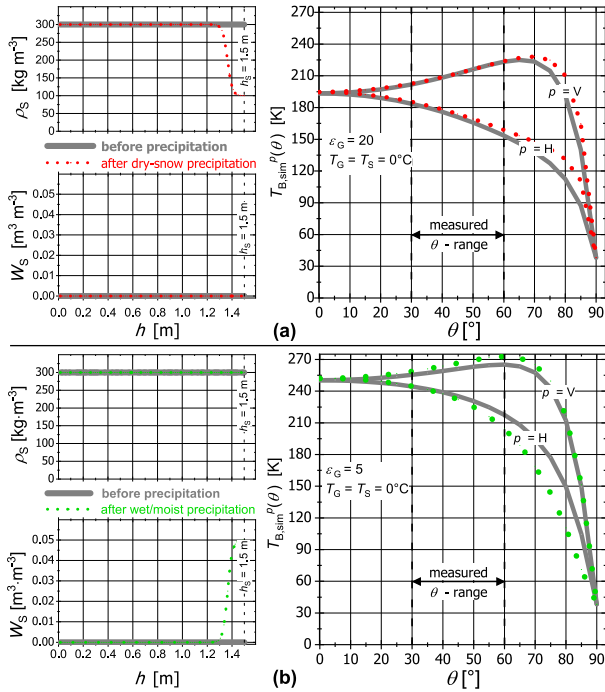 350
300
250
200
150
100
50
0
ρS [kg m−3]
hS = 1.5 m
before precipitation
after dry-snow precipitation
0.05
0.04
0.03
0.02
0.01
0.00
WS [m3 m−3]
hS = 1.5 m
0.0 0.2 0.4 0.6 0.8 1.0 1.2 1.4
h [m]
(a)
270
240
210
180
150
120
90
60
30
0
TB,simp(θ) [K]
p = V
p = H
εG = 20
TG = TS = 0°C
measured
θ - range
0 10 20 30 40 50 60 70 80 90
θ [°]
350
300
250
200
150
100
50
0
ρS [kg·m−3]
hS = 1.5 m
before precipitation
after wet/moist precipitation
0.05
0.04
0.03
0.02
0.01
0.00
WS [m3·m−3]
hS = 1.5 m
0.0 0.2 0.4 0.6 0.8 1.0 1.2 1.4
h [m]
(b)
270
240
210
180
150
120
90
60
30
0
TB,simp(θ) [K]
p = V
p = H
εG = 5
TG = TS = 0°C
measured
θ - range
0 10 20 30 40 50 60 70 80 90
θ [°]